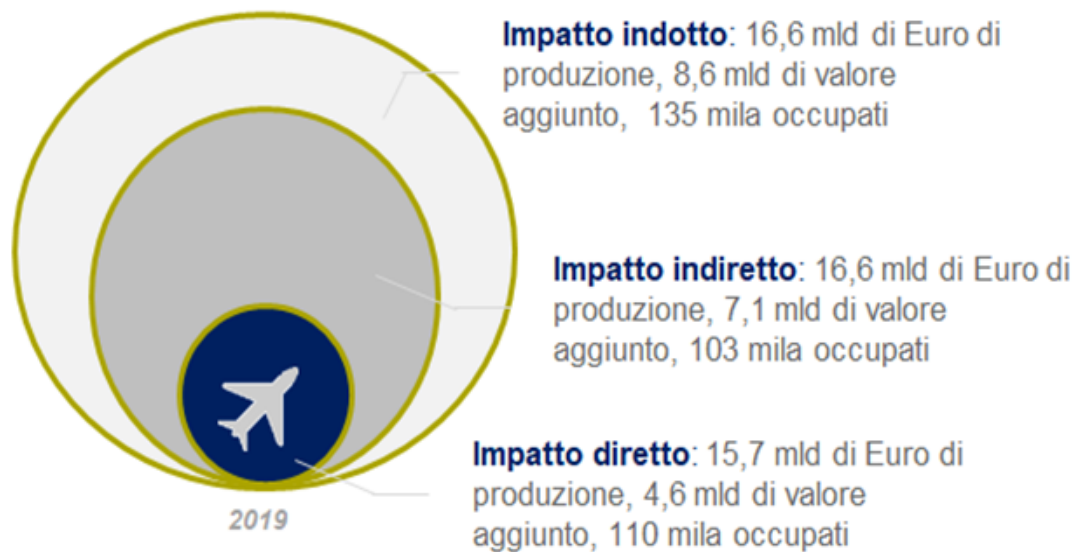 Impatto indotto: 16,6 mld di Euro di
produzione, 8,6 mld di valore
aggiunto, 135 mila occupati
Impatto indiretto: 16,6 mld di Euro di
produzione, 7,1 mld di valore
aggiunto, 103 mila occupati
Impatto diretto: 15,7 mld di Euro di
produzione, 4,6 mld di valore
aggiunto, 110 mila occupati
2019